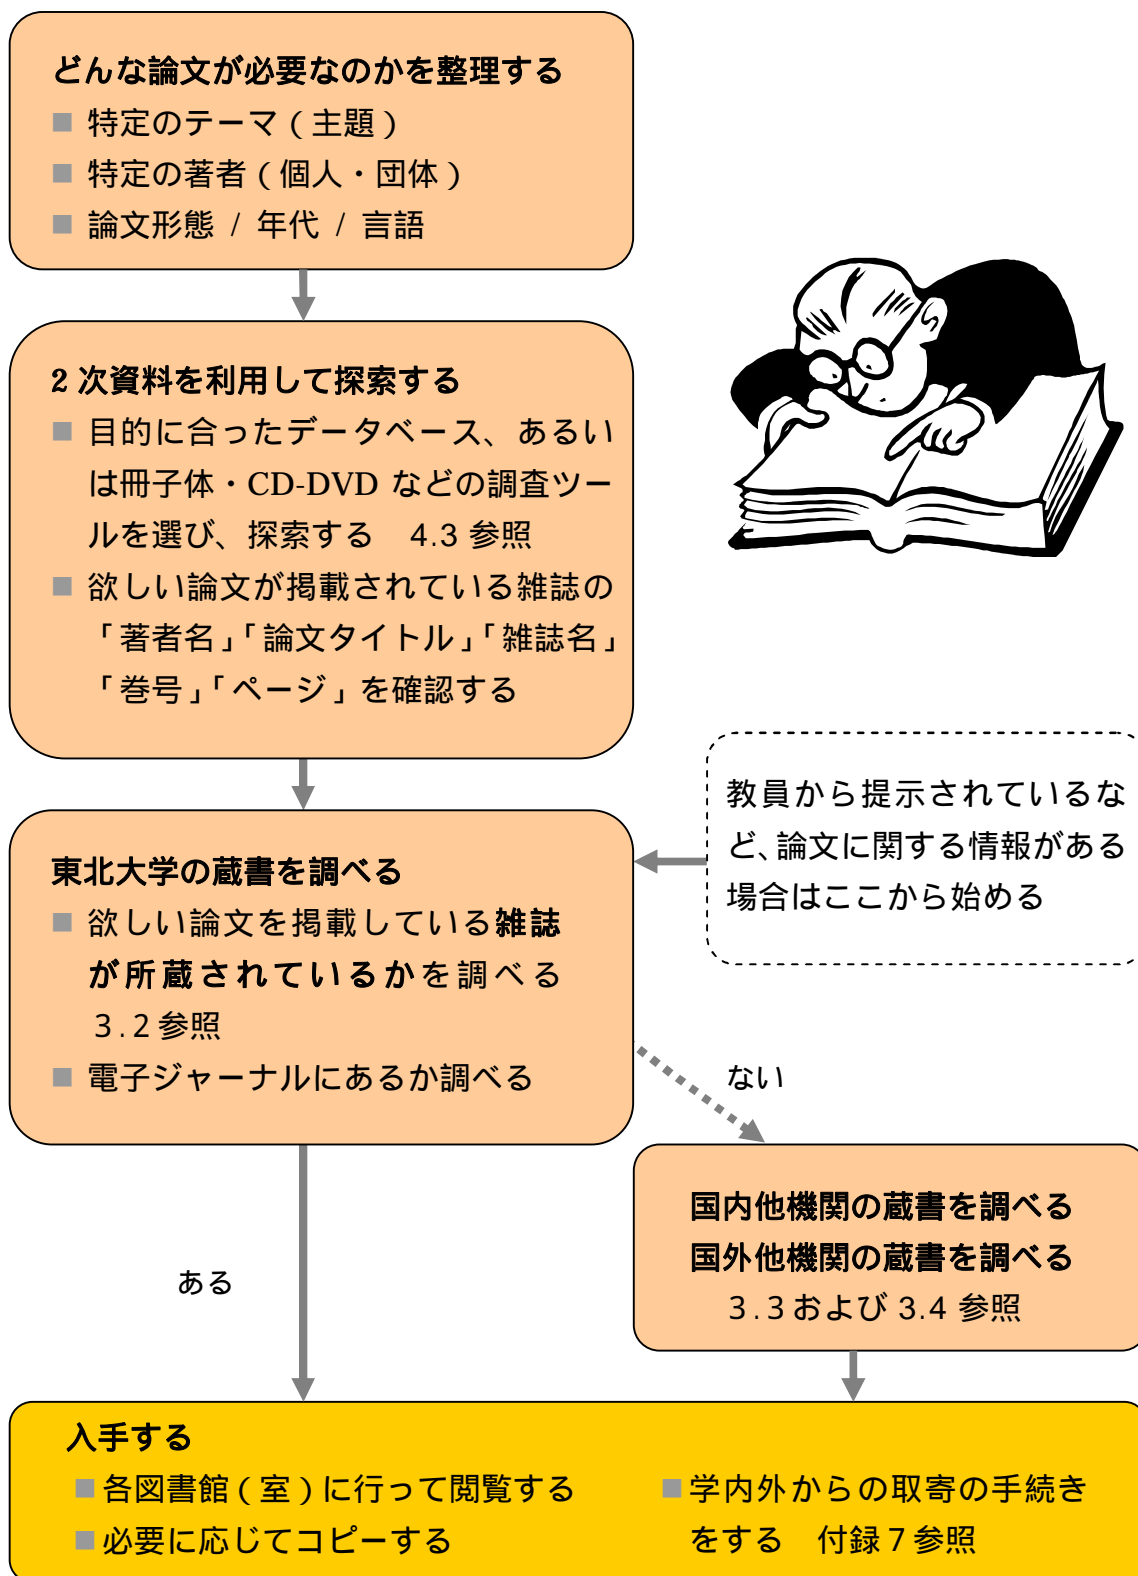 どんな論文が必要なのかを整理する
■ 特定のテーマ(主題)
■ 特定の著者(個人・団体)
■ 論文形態 / 年代 / 言語
2 次資料を利用して探索する
■ 目的に合ったデータベース、あるい
は冊子体・CD-DVD などの調査ツー
ルを選び、探索する 4.3 参照
■ 欲しい論文が掲載されている雑誌の
「著者名」「論文タイトル」「雑誌名」
「巻号」「ページ」を確認する
教員から提示されているな
ど、論文に関する情報がある
場合はここから始める
東北大学の蔵書を調べる
■ 欲しい論文を掲載している雑誌
が所蔵されているかを調べる
3.2参照
■ 電子ジャーナルにあるか調べる
ない
国内他機関の蔵書を調べる
国外他機関の蔵書を調べる
3.3および 3.4 参照
ある
入手する
■ 各図書館(室)に行って閲覧する
■ 必要に応じてコピーする
■ 学内外からの取寄の手続き
をする 付録7参照